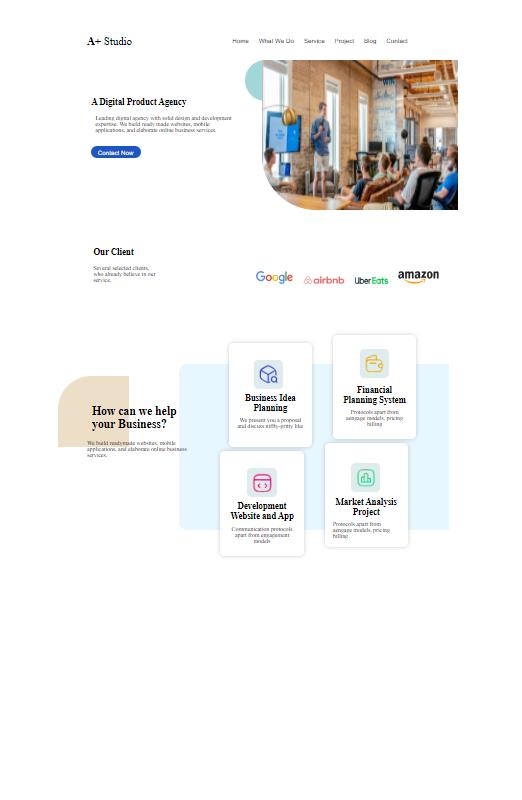 A+ Studio
Home What We Do Service Project Blog Contact
A Digital Product Agency
Leading digital agency with solid design and development
expertise. We build ready made websites, mobile
applications, and elaborate online business services.
Contact Now
Our Client
Several selected clients,
who already believe in our
service.
Google airbnb Uber Eats amazon
How can we help
your Business?
We build readymade websites, mobile
applications, and elaborate online business
services.
Business Idea
Planning
We present you a proposal
and discuss niffty-gritty like
Financial
Planning System
Protocols apart from
aengage models, pricing
billing
Development
Website and App
Communication protocols
apart from engagement
models
Market Analysis
Project
Protocols apart from
aengage models, pricing
billing